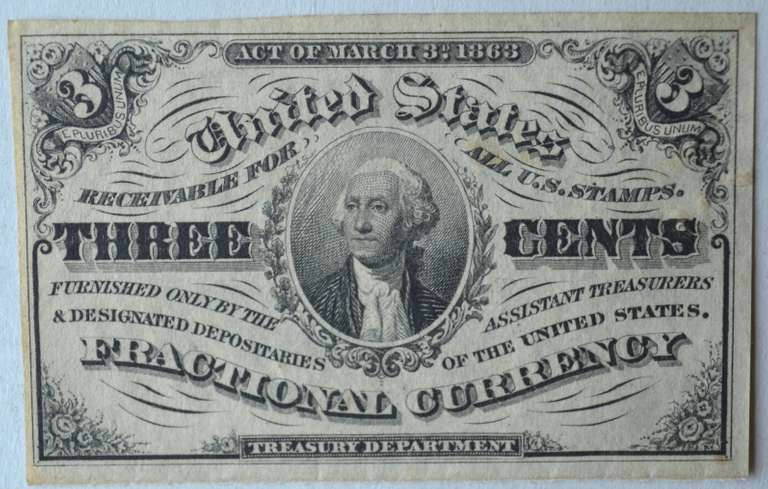 ACT OF MARCH 3D. 1863
3
3
E PLURIBUS UNUM
E PLURIBUS UNUM
United States
RECEIVABLE FOR ALL U.S. STAMPS.
THREE CENTS
FURNISHED ONLY BY THE ASSISTANT TREASURERS
& DESIGNATED DEPOSITARIES OF THE UNITED STATES.
FRACTIONAL CURRENCY
TREASURY DEPARTMENT